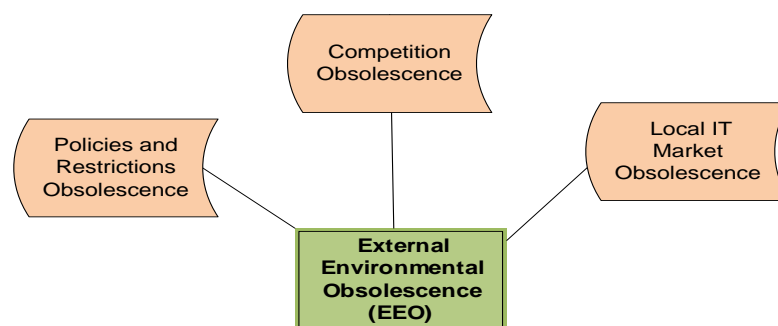 Competition
Obsolescence
Policies and
Restrictions
Obsolescence
Local IT
Market
Obsolescence
External
Environmental
Obsolescence
(EEO)